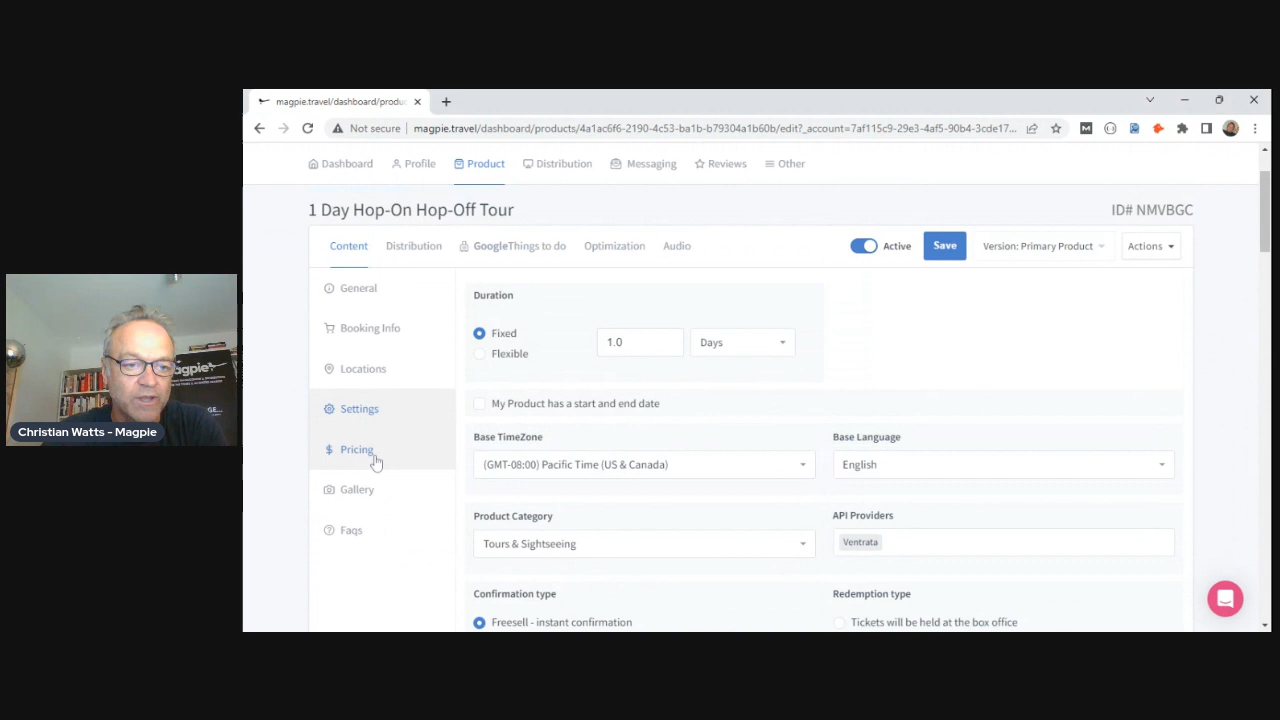 magpie.travel/dashboard/produc
Not secure
magpie.travel/dashboard/products/4a1ac6f6-2190-4c53-ba1b-b79304a1b60b/edit?_account=7af115c9-29e3-4af5-90b4-3cde17...
Dashboard
Profile
Product
Distribution
Messaging
Reviews
Other
1 Day Hop-On Hop-Off Tour
ID# NMVBGC
Content
Distribution
GoogleThings to do
Optimization
Audio
Active
Save
Version: Primary Product
Actions
General
Booking Info
Locations
Settings
Pricing
Gallery
Faqs
Duration
Fixed
1.0
Days
Flexible
My Product has a start and end date
Base TimeZone
Base Language
(GMT-08:00) Pacific Time (US & Canada)
English
Product Category
API Providers
Tours & Sightseeing
Ventrata
Confirmation type
Redemption type
Freesell - instant confirmation
Tickets will be held at the box office
agpie
Christian Watts - Magpie